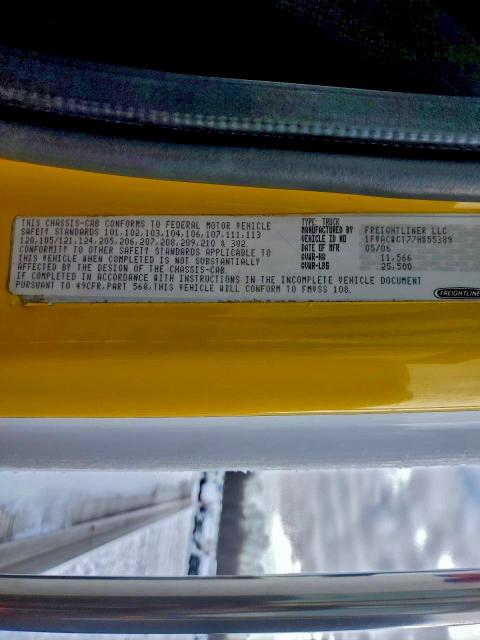 THIS CHASSIS-CAB CONFORMS TO FEDERAL MOTOR VEHICLE
SAFETY STANDARDS 101,102,103,104,106,107,111,113
120,105/121,124,205,206,207,208,209,210 & 302.
CONFORMITY TO OTHER SAFETY STANDARDS APPLICABLE TO
THIS VEHICLE WHEN COMPLETED IS NOT SUBSTANTIALLY
AFFECTED BY THE DESIGN OF THE CHASSIS-CAB.
IF COMPLETED IN ACCORDANCE WITH INSTRUCTIONS IN THE INCOMPLETE VEHICLE DOCUMENT
PURSUANT TO 49CFR,PART 568,THIS VEHICLE WILL CONFORM TO FMVSS 108.
TYPE: TRUCK
MANUFACTURED BY FREIGHTLINER LLC
VEHICLE ID NO
DATE OF MFR 05/06
GVWR-KG 11,566
GVWR-LBS 25,500
FREIGHTLINE